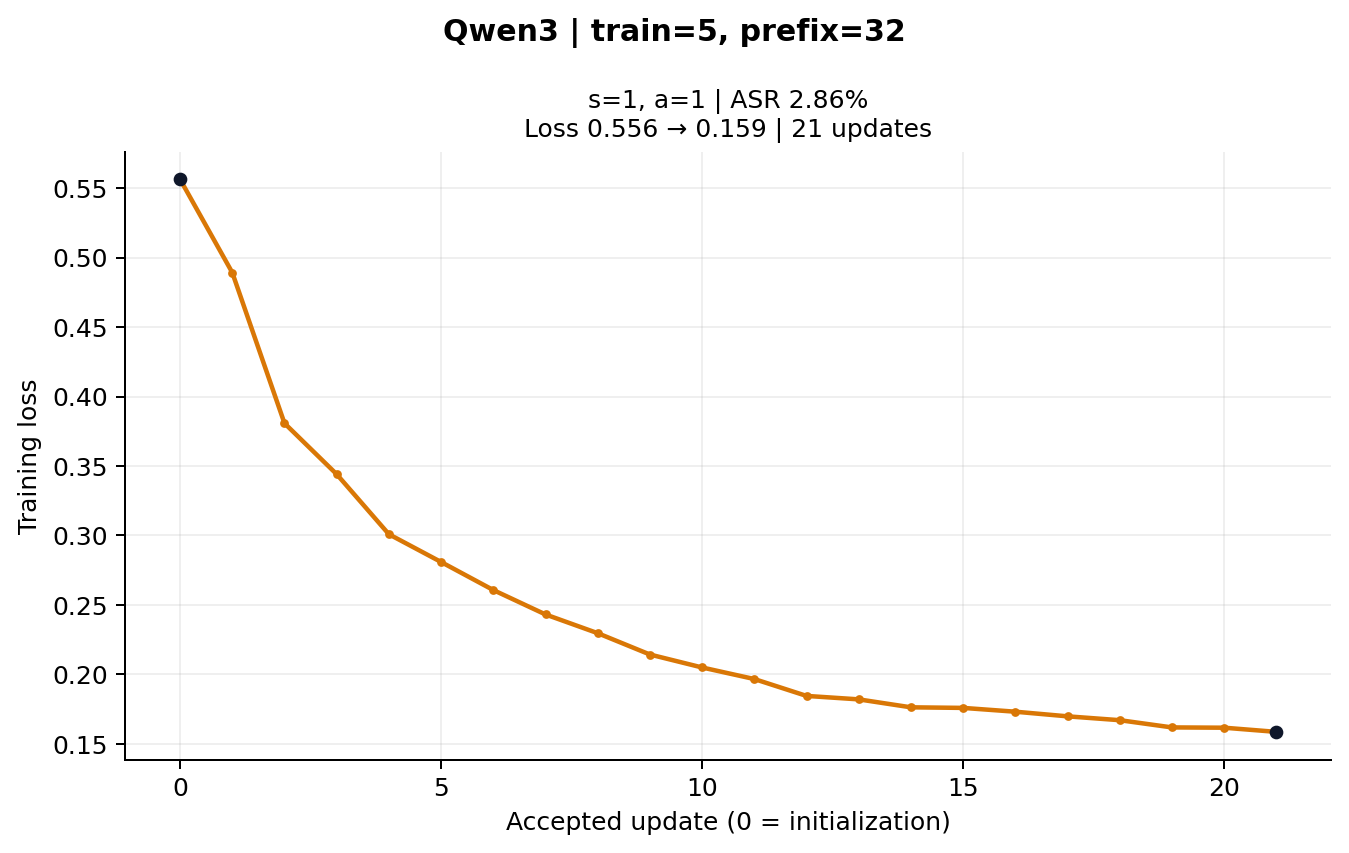 Qwen3 | train=5, prefix=32
s=1, a=1 | ASR 2.86%
Loss 0.556 → 0.159 | 21 updates
Training loss
0.55
0.50
0.45
0.40
0.35
0.30
0.25
0.20
0.15
0 5 10 15 20
Accepted update (0 = initialization)